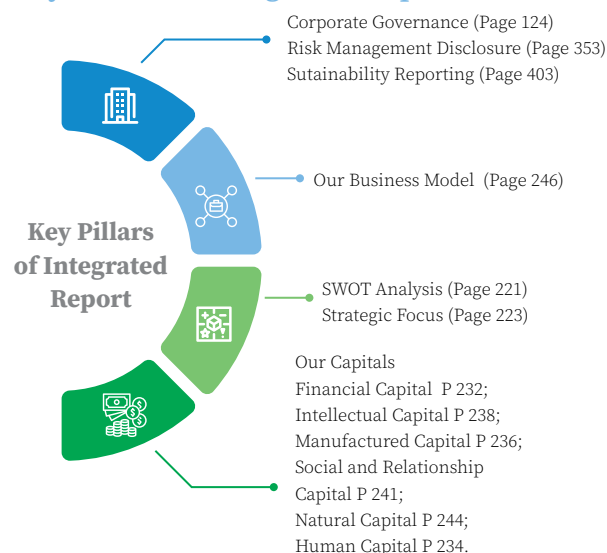 Corporate Governance (Page 124)
Risk Management Disclosure (Page 353)
Sutainability Reporting (Page 403)
Our Business Model (Page 246)
Key Pillars
of Integrated
Report
SWOT Analysis (Page 221)
Strategic Focus (Page 223)
Our Capitals
Financial Capital P 232;
Intellectual Capital P 238;
Manufactured Capital P 236;
Social and Relationship
Capital P 241;
Natural Capital P 244;
Human Capital P 234.